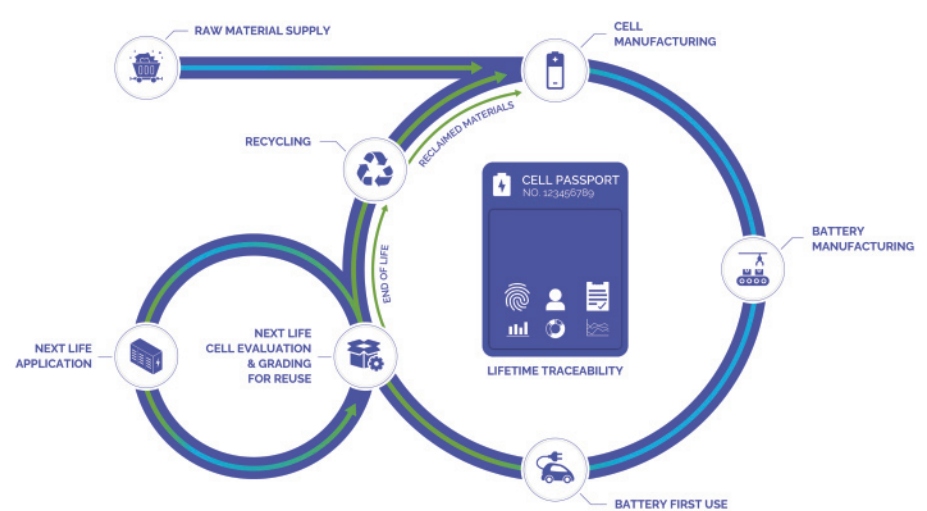 RAW MATERIAL SUPPLY
CELL
MANUFACTURING
RECYCLING
RECLAIMED MATERIALS
CELL PASSPORT
NO. 123456789
BATTERY
MANUFACTURING
END OF LIFE
NEXT LIFE
APPLICATION
NEXT LIFE
CELL EVALUATION
& GRADING
FOR REUSE
LIFETIME TRACEABILITY
BATTERY FIRST USE